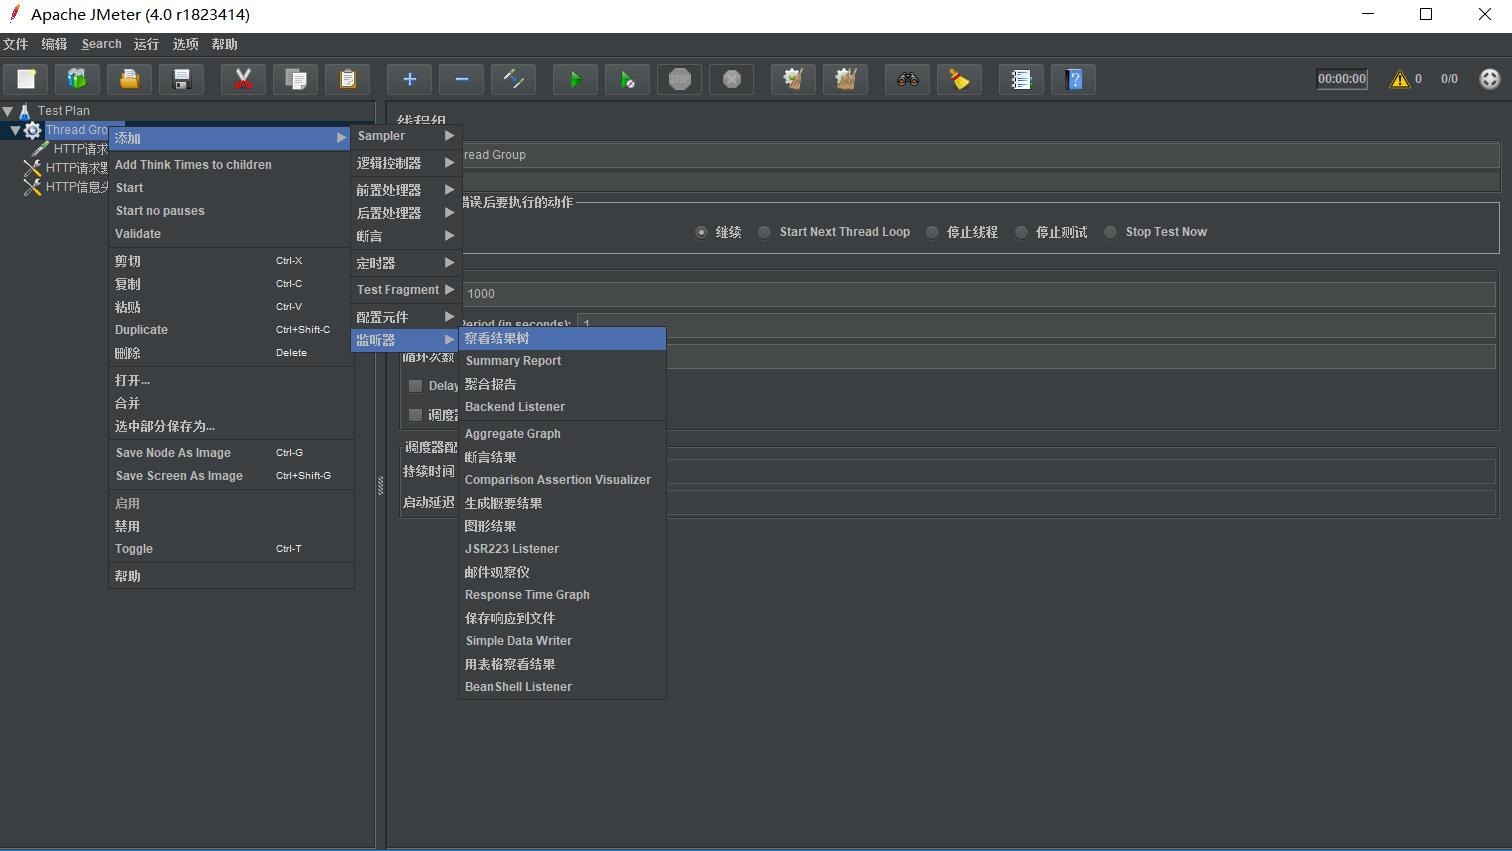 Apache JMeter (4.0 r1823414)
文件 编辑 Search 运行 选项 帮助
00:00:00 0 0/0
Test Plan
Thread Gro
HTTP请求
HTTP请求默
HTTP信息头
添加
Add Think Times to children
Start
Start no pauses
Validate
剪切 Ctrl-X
复制 Ctrl-C
粘贴 Ctrl-V
Duplicate Ctrl+Shift-C
删除 Delete
打开...
合并
选中部分保存为...
Save Node As Image Ctrl-G
Save Screen As Image Ctrl+Shift-G
启用
禁用
Toggle Ctrl-T
帮助
Sampler
逻辑控制器
前置处理器
后置处理器
断言
定时器
Test Fragment
配置元件
监听器
察看结果树
Summary Report
聚合报告
Backend Listener
Aggregate Graph
断言结果
Comparison Assertion Visualizer
生成概要结果
图形结果
JSR223 Listener
邮件观察仪
Response Time Graph
保存响应到文件
Simple Data Writer
用表格察看结果
BeanShell Listener
线程组
read Group
错误后要执行的动作
继续 Start Next Thread Loop 停止线程 停止测试 Stop Test Now
1000
Period (in seconds): 1
循环次数
Delay
调度器
调度器配
持续时间
启动延迟